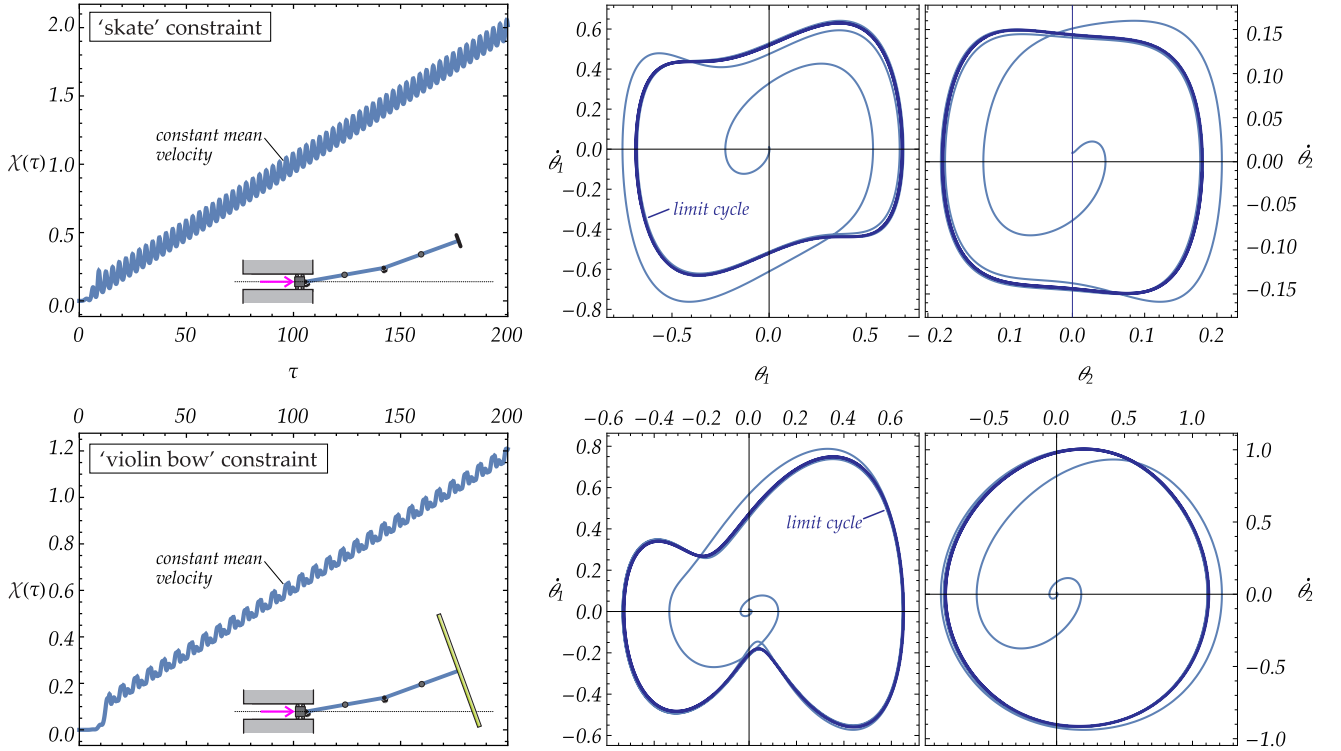 'skate' constraint
2.0
1.5
1.0
0.5
0.0
χ(τ)
constant mean
velocity
0 50 100 150 200
τ
0.6
0.4
0.2
0.0
−0.2
−0.4
−0.6
−0.8
θ̇1
limit cycle
−0.5 0.0 0.5 −
θ1
0.15
0.10
0.05
0.00
−0.05
−0.10
−0.15
θ̇2
0.2 0.1 0.0 0.1 0.2
θ2
0 50 100 150 200
'violin bow' constraint
1.2
1.0
0.8
0.6
0.4
0.2
0.0
χ(τ)
constant mean
velocity
−0.6 −0.4 −0.2 0.0 0.2 0.4 0.6
0.8
0.6
0.4
0.2
0.0
−0.2
−0.4
−0.6
θ̇1
limit cycle
−0.5 0.0 0.5 1.0
1.0
0.5
0.0
−0.5
−1.0
θ̇2